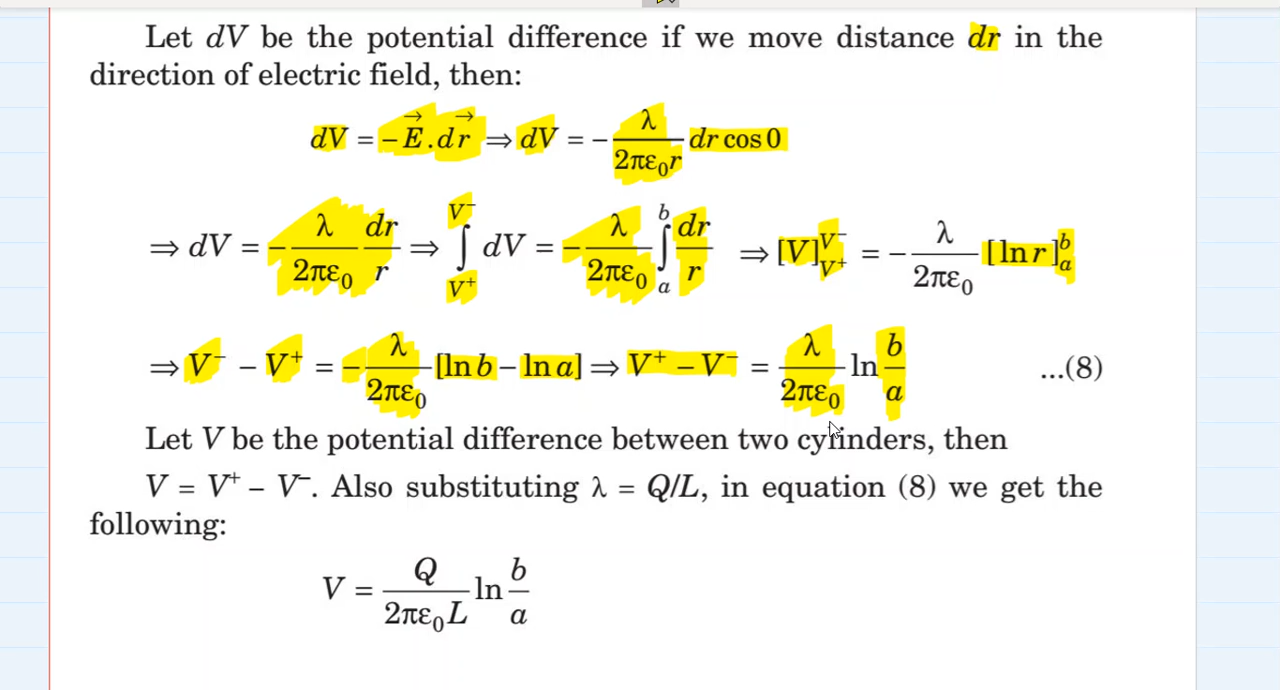 Let dV be the potential difference if we move distance dr in the
direction of electric field, then:
dV = −E⃗.dr⃗ ⇒ dV = −λ/2πε₀r dr cos 0
⇒ dV = −λ/2πε₀ dr/r ⇒ ∫_{V⁺}^{V⁻} dV = −λ/2πε₀ ∫_a^b dr/r ⇒ [V]_{V⁺}^{V⁻} = −λ/2πε₀ [ln r]_a^b
⇒ V⁻ − V⁺ = −λ/2πε₀ [ln b − ln a] ⇒ V⁺ − V⁻ = λ/2πε₀ ln b/a ...(8)
Let V be the potential difference between two cylinders, then
V = V⁺ – V⁻. Also substituting λ = Q/L, in equation (8) we get the
following:
V = Q/2πε₀L ln b/a